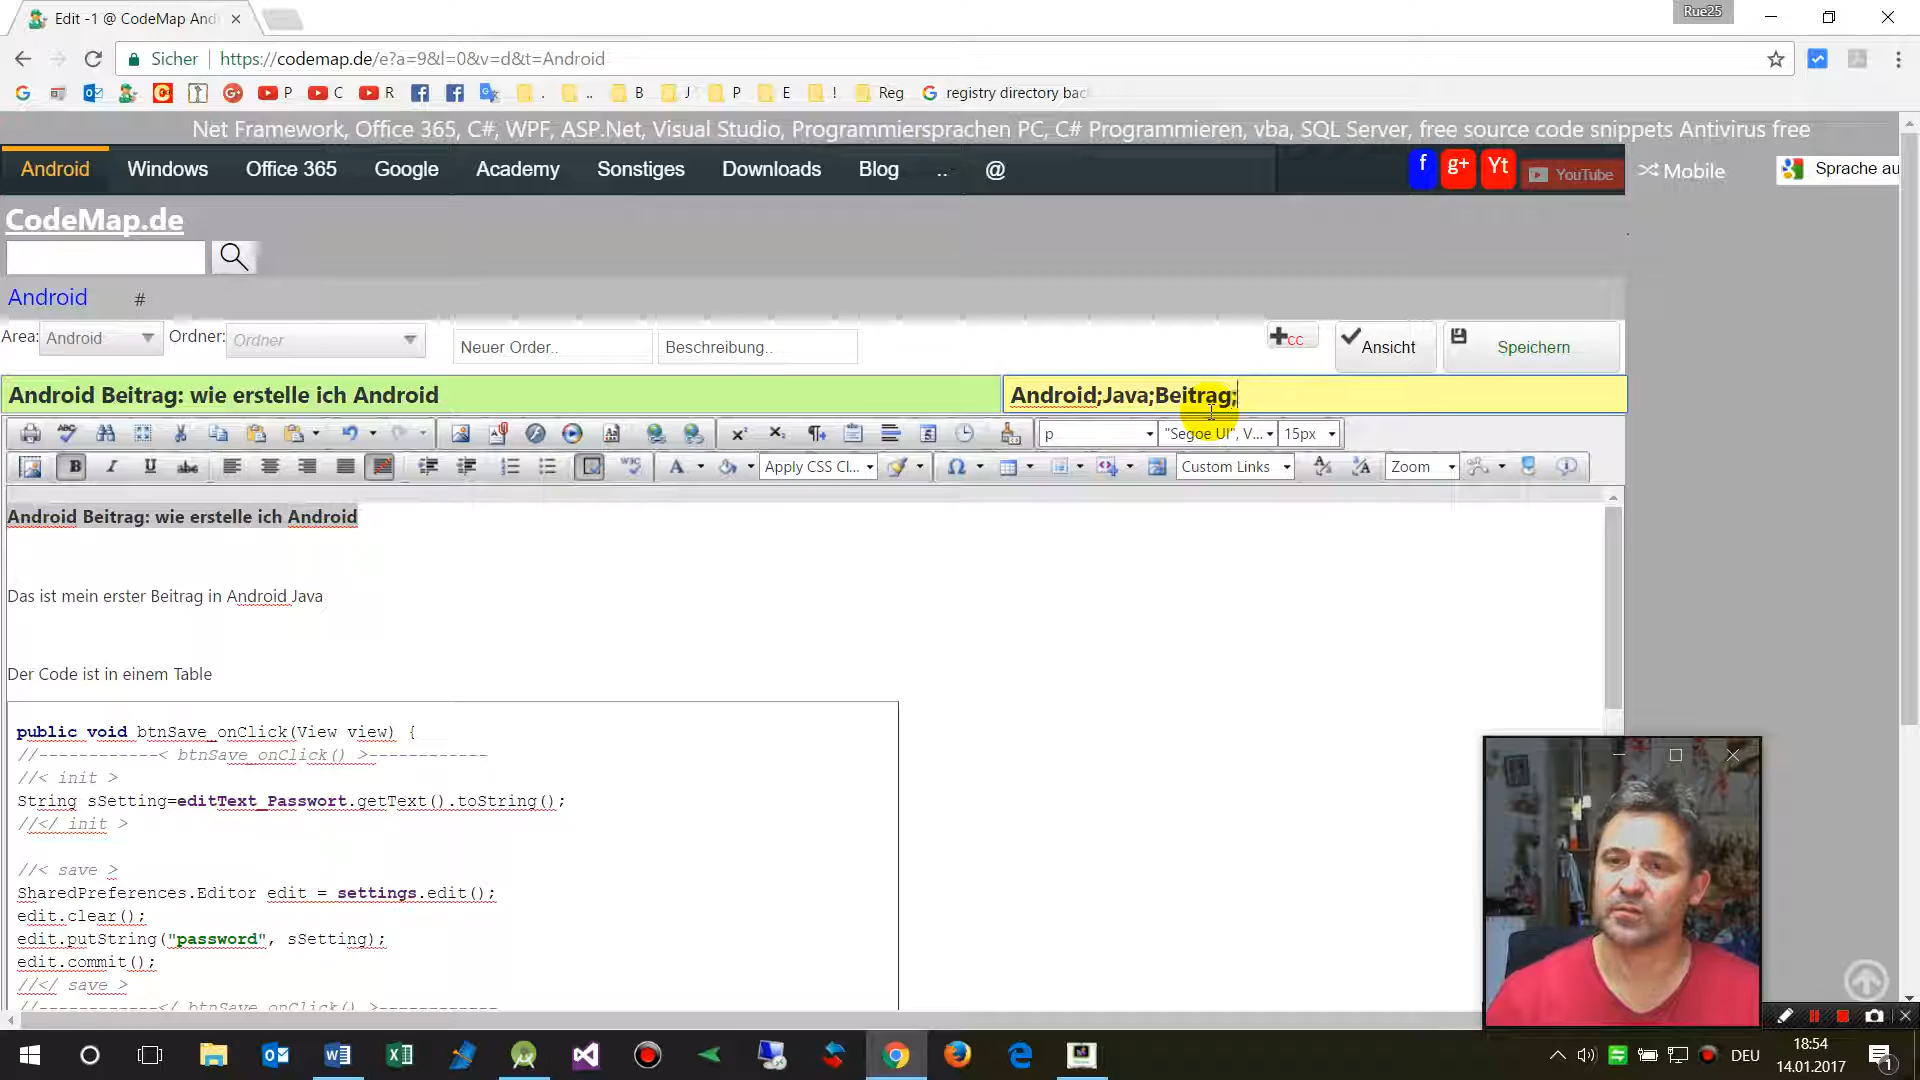 Edit -1 @ CodeMap And
Rue25
Sicher https://codemap.de/e?a=9&l=0&v=d&t=Android
P C R . .. B J P E ! Reg registry directory bac
Net Framework, Office 365, C#, WPF, ASP.Net, Visual Studio, Programmiersprachen PC, C# Programmieren, vba, SQL Server, free source code snippets Antivirus free
Android Windows Office 365 Google Academy Sonstiges Downloads Blog .. @ f g+ Yt YouTube Mobile Sprache au
CodeMap.de
Android #
Area: Android Ordner: Ordner Neuer Order.. Beschreibung.. CC Ansicht Speichern
Android Beitrag: wie erstelle ich Android Android;Java;Beitrag;
p "Segoe UI", V... 15px
B I U abc A Apply CSS Cl... Custom Links Zoom
Android Beitrag: wie erstelle ich Android
Das ist mein erster Beitrag in Android Java
Der Code ist in einem Table
public void btnSave_onClick(View view) {
//------------< btnSave_onClick() >------------
//< init >
String sSetting=editText_Passwort.getText().toString();
//</ init >
//< save >
SharedPreferences.Editor edit = settings.edit();
edit.clear();
edit.putString("password", sSetting);
edit.commit();
//</ save >
//------------</ btnSave_onClick() >------------
DEU
18:54
14.01.2017
1